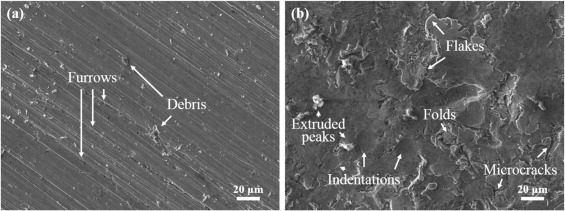 (a)
Furrows
Debris
20 μm
(b)
Flakes
Folds
Extruded
peaks
Indentations
Microcracks
20 μm